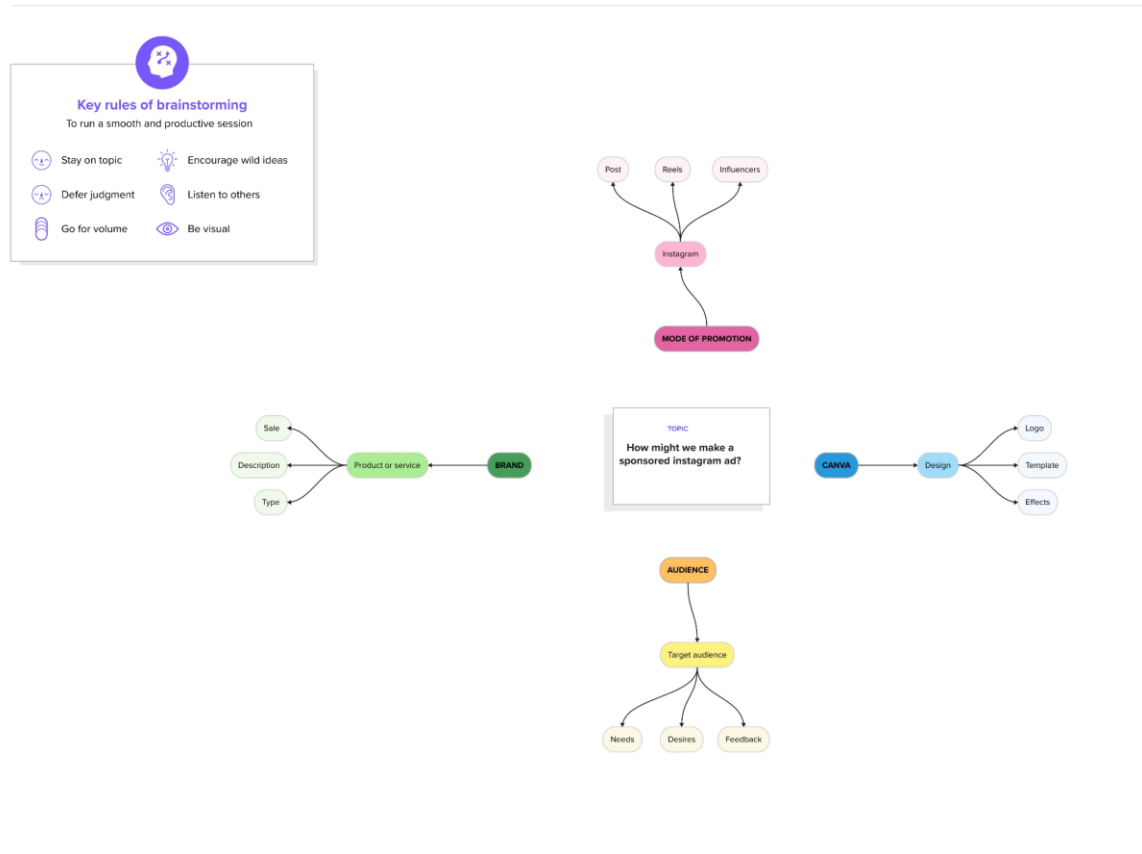 Key rules of brainstorming
To run a smooth and productive session
Stay on topic
Encourage wild ideas
Defer judgment
Listen to others
Go for volume
Be visual
Post
Reels
Influencers
Instagram
MODE OF PROMOTION
TOPIC
How might we make a
sponsored instagram ad?
Sale
Description
Type
Product or service
BRAND
CANVA
Design
Logo
Template
Effects
AUDIENCE
Target audience
Needs
Desires
Feedback